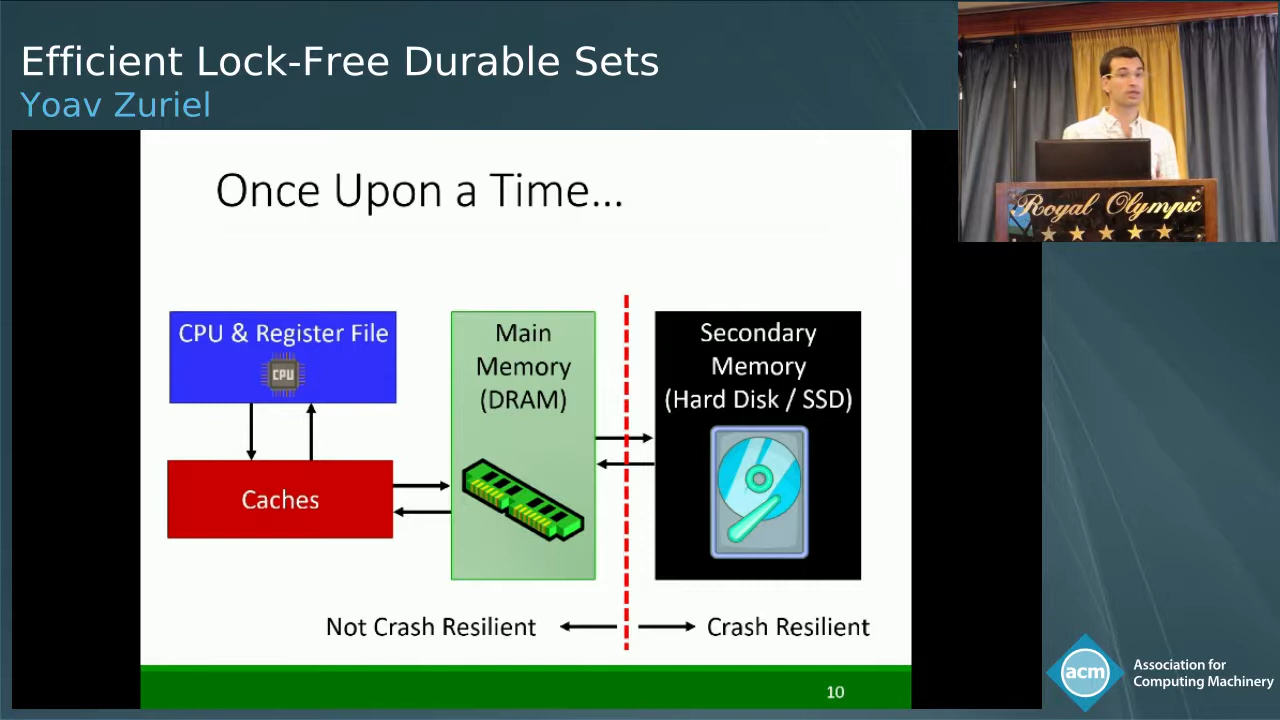 Efficient Lock-Free Durable Sets
Yoav Zuriel
Once Upon a Time...
CPU & Register File
CPU
Caches
Main
Memory
(DRAM)
Secondary
Memory
(Hard Disk / SSD)
Not Crash Resilient
Crash Resilient
10
Royal Olympic
acm
Association for
Computing Machinery